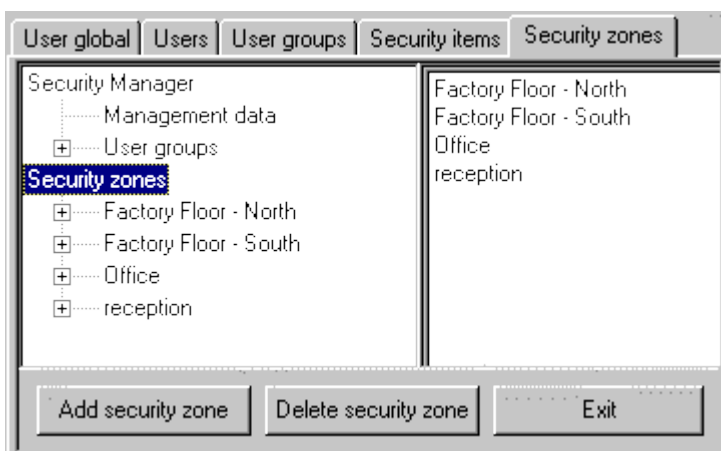 User global Users User groups Security items Security zones
Security Manager
Management data
User groups
Security zones
Factory Floor - North
Factory Floor - South
Office
reception
Factory Floor - North
Factory Floor - South
Office
reception
Add security zone Delete security zone Exit